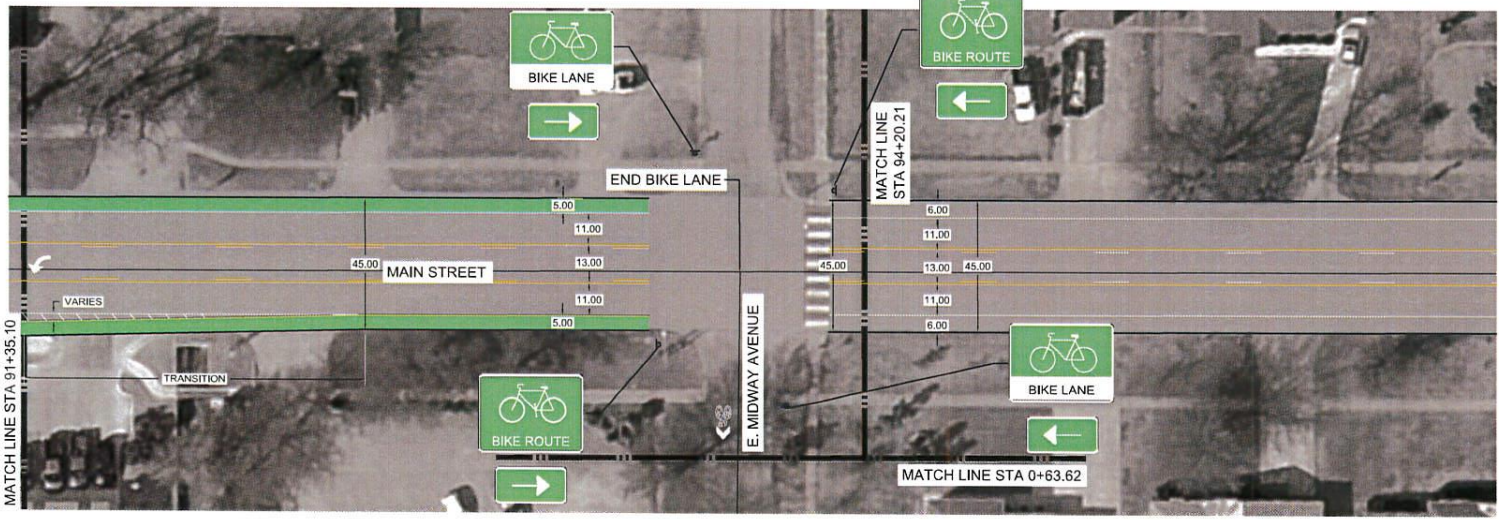 BIKE LANE
BIKE ROUTE
MATCH LINE
STA 94+20.21
END BIKE LANE
5.00
11.00
13.00
11.00
5.00
45.00
MAIN STREET
45.00
6.00
11.00
13.00
11.00
6.00
45.00
VARIES
TRANSITION
MATCH LINE STA 91+35.10
E. MIDWAY AVENUE
BIKE ROUTE
BIKE LANE
MATCH LINE STA 0+63.62